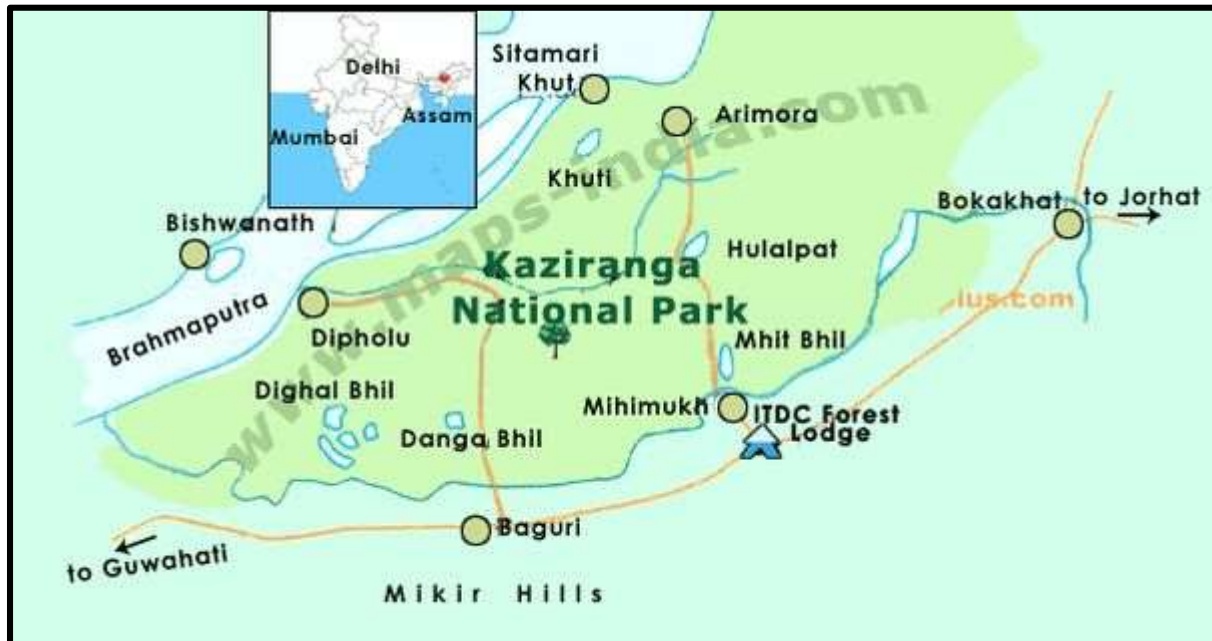 Sitamari
Khut
Delhi
Assam
Mumbai
Arimora
Khuti
Bishwanath
Bokakhat
to Jorhat
Hulalpat
Kaziranga
National Park
Brahmaputra
Dipholu
ius.com
Mhit Bhil
Dighal Bhil
Mihimukh
ITDC Forest
Lodge
Danga Bhil
Baguri
to Guwahati
Mikir Hills
www.maps-india.com